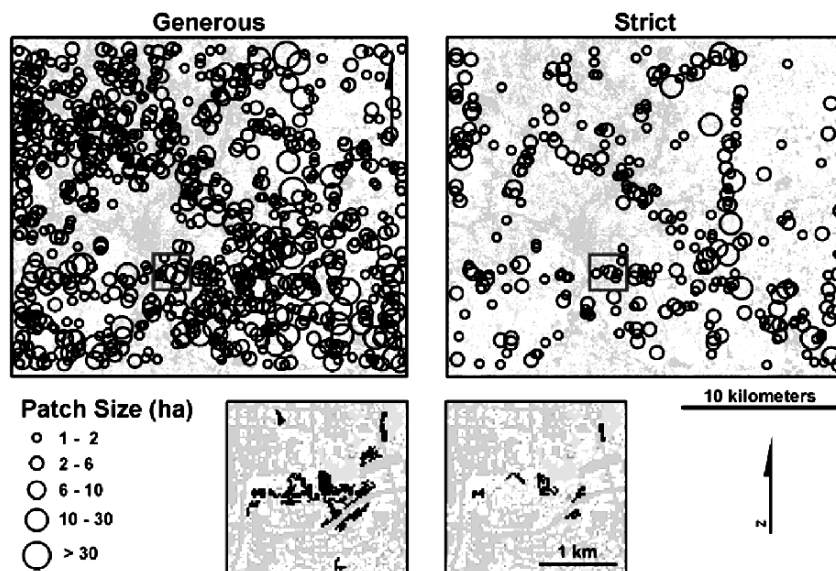 Generous
Strict
Patch Size (ha)
1 - 2
2 - 6
6 - 10
10 - 30
> 30
10 kilometers
1 km
N